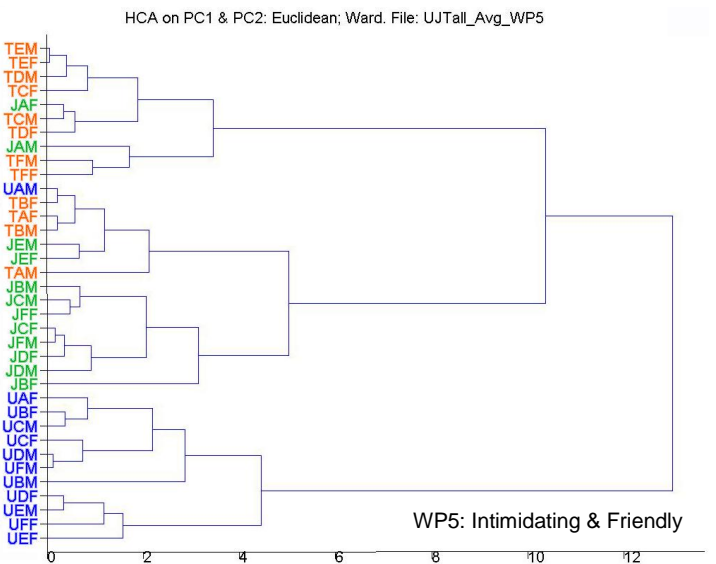 HCA on PC1 & PC2: Euclidean; Ward. File: UJTall_Avg_WP5
TEM
TEF
TDM
TCF
JAF
TCM
TDF
JAM
TFM
TFF
UAM
TBF
TAF
TBM
JEM
JEF
TAM
JBM
JCM
JFF
JCF
JFM
JDF
JDM
JBF
UAF
UBF
UCM
UCF
UDM
UFM
UBM
UDF
UEM
UFF
UEF
WP5: Intimidating & Friendly
0 2 4 6 8 10 12